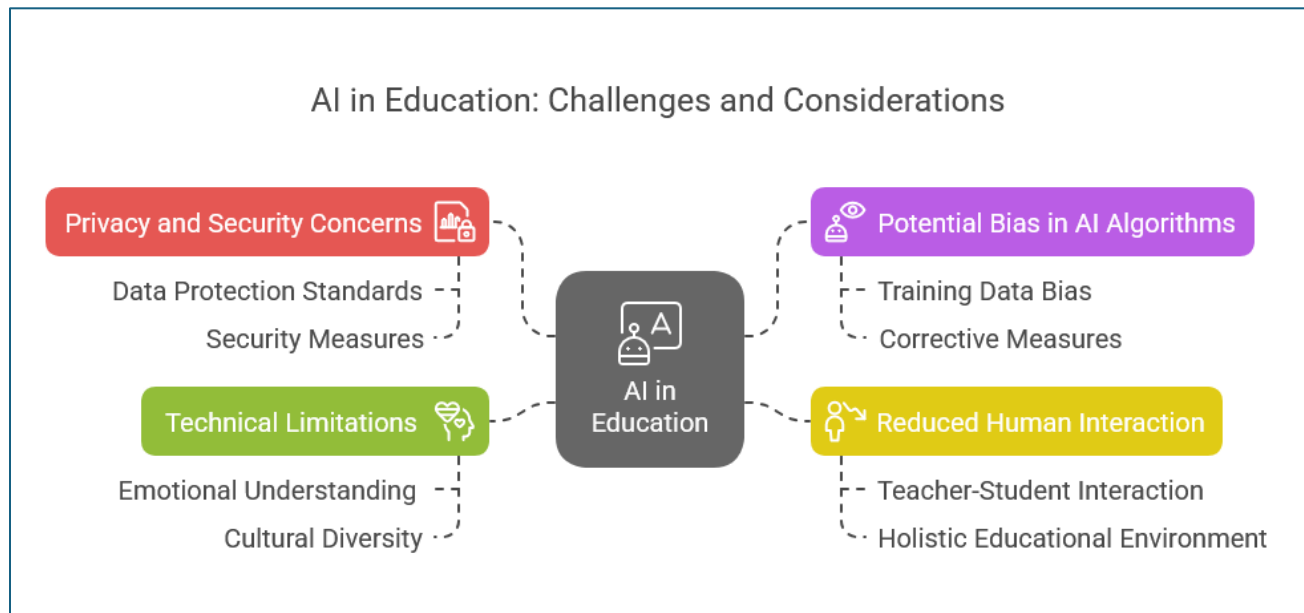 AI in Education: Challenges and Considerations
Privacy and Security Concerns
Data Protection Standards
Security Measures
Technical Limitations
Emotional Understanding
Cultural Diversity
A
AI in
Education
Potential Bias in AI Algorithms
Training Data Bias
Corrective Measures
Reduced Human Interaction
Teacher-Student Interaction
Holistic Educational Environment